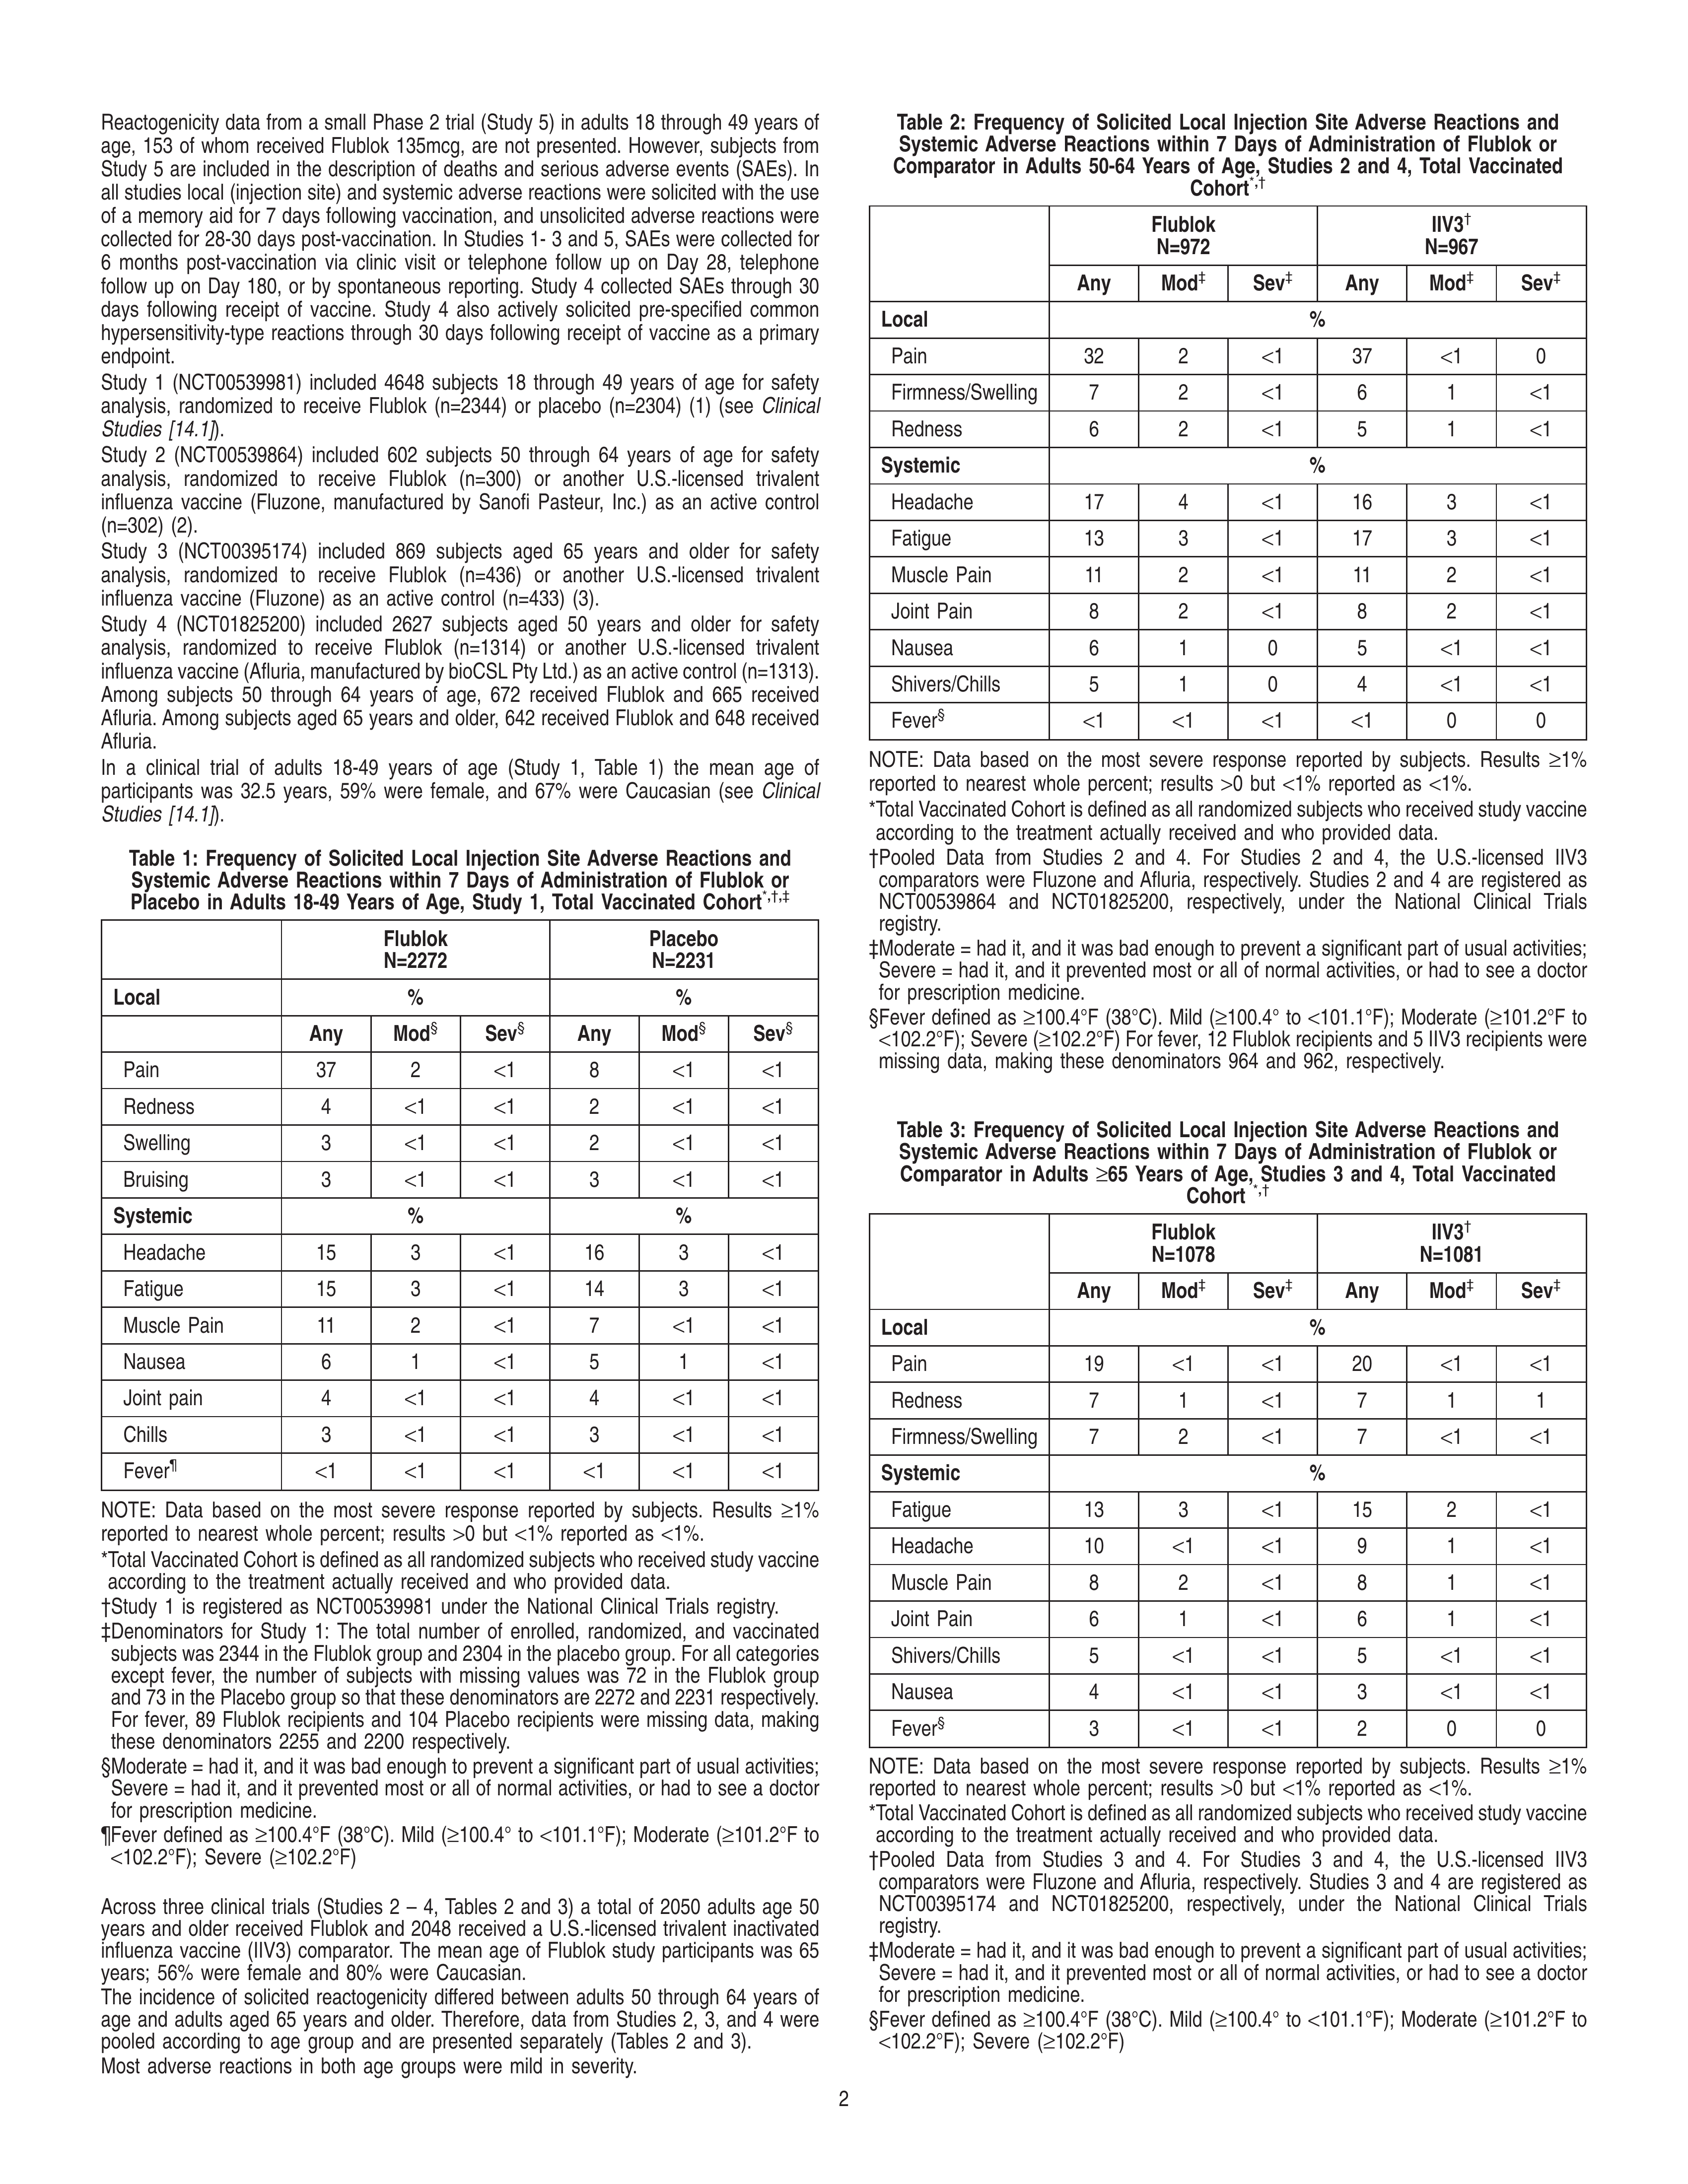 Reactogenicity data from a small Phase 2 trial (Study 5) in adults 18 through 49 years of
age, 153 of whom received Flublok 135mcg, are not presented. However, subjects from
Study 5 are included in the description of deaths and serious adverse events (SAEs). In
all studies local (injection site) and systemic adverse reactions were solicited with the use
of a memory aid for 7 days following vaccination, and unsolicited adverse reactions were
collected for 28-30 days post-vaccination. In Studies 1- 3 and 5, SAEs were collected for
6 months post-vaccination via clinic visit or telephone follow up on Day 28, telephone
follow up on Day 180, or by spontaneous reporting. Study 4 collected SAEs through 30
days following receipt of vaccine. Study 4 also actively solicited pre-specified common
hypersensitivity-type reactions through 30 days following receipt of vaccine as a primary
endpoint.
Study 1 (NCT00539981) included 4648 subjects 18 through 49 years of age for safety
analysis, randomized to receive Flublok (n=2344) or placebo (n=2304) (1) (see Clinical
Studies [14.1]).
Study 2 (NCT00539864) included 602 subjects 50 through 64 years of age for safety
analysis, randomized to receive Flublok (n=300) or another U.S.-licensed trivalent
influenza vaccine (Fluzone, manufactured by Sanofi Pasteur, Inc.) as an active control
(n=302) (2).
Study 3 (NCT00395174) included 869 subjects aged 65 years and older for safety
analysis, randomized to receive Flublok (n=436) or another U.S.-licensed trivalent
influenza vaccine (Fluzone) as an active control (n=433) (3).
Study 4 (NCT01825200) included 2627 subjects aged 50 years and older for safety
analysis, randomized to receive Flublok (n=1314) or another U.S.-licensed trivalent
influenza vaccine (Afluria, manufactured by bioCSL Pty Ltd.) as an active control (n=1313).
Among subjects 50 through 64 years of age, 672 received Flublok and 665 received
Afluria. Among subjects aged 65 years and older, 642 received Flublok and 648 received
Afluria.
In a clinical trial of adults 18-49 years of age (Study 1, Table 1) the mean age of
participants was 32.5 years, 59% were female, and 67% were Caucasian (see Clinical
Studies [14.1]).
Table 1: Frequency of Solicited Local Injection Site Adverse Reactions and
Systemic Adverse Reactions within 7 Days of Administration of Flublok or
Placebo in Adults 18-49 Years of Age, Study 1, Total Vaccinated Cohort*,†,‡
Flublok Placebo
N=2272 N=2231
Local % %
Any Mod§ Sev§ Any Mod§ Sev§
Pain 37 2 <1 8 <1 <1
Redness 4 <1 <1 2 <1 <1
Swelling 3 <1 <1 2 <1 <1
Bruising 3 <1 <1 3 <1 <1
Systemic % %
Headache 15 3 <1 16 3 <1
Fatigue 15 3 <1 14 3 <1
Muscle Pain 11 2 <1 7 <1 <1
Nausea 6 1 <1 5 1 <1
Joint pain 4 <1 <1 4 <1 <1
Chills 3 <1 <1 3 <1 <1
Fever¶ <1 <1 <1 <1 <1 <1
NOTE: Data based on the most severe response reported by subjects. Results ≥1%
reported to nearest whole percent; results >0 but <1% reported as <1%.
*Total Vaccinated Cohort is defined as all randomized subjects who received study vaccine
according to the treatment actually received and who provided data.
†Study 1 is registered as NCT00539981 under the National Clinical Trials registry.
‡Denominators for Study 1: The total number of enrolled, randomized, and vaccinated
subjects was 2344 in the Flublok group and 2304 in the placebo group. For all categories
except fever, the number of subjects with missing values was 72 in the Flublok group
and 73 in the Placebo group so that these denominators are 2272 and 2231 respectively.
For fever, 89 Flublok recipients and 104 Placebo recipients were missing data, making
these denominators 2255 and 2200 respectively.
§Moderate = had it, and it was bad enough to prevent a significant part of usual activities;
Severe = had it, and it prevented most or all of normal activities, or had to see a doctor
for prescription medicine.
¶Fever defined as ≥100.4°F (38°C). Mild (≥100.4° to <101.1°F); Moderate (≥101.2°F to
<102.2°F); Severe (≥102.2°F)
Across three clinical trials (Studies 2 – 4, Tables 2 and 3) a total of 2050 adults age 50
years and older received Flublok and 2048 received a U.S.-licensed trivalent inactivated
influenza vaccine (IIV3) comparator. The mean age of Flublok study participants was 65
years; 56% were female and 80% were Caucasian.
The incidence of solicited reactogenicity differed between adults 50 through 64 years of
age and adults aged 65 years and older. Therefore, data from Studies 2, 3, and 4 were
pooled according to age group and are presented separately (Tables 2 and 3).
Most adverse reactions in both age groups were mild in severity.
Table 2: Frequency of Solicited Local Injection Site Adverse Reactions and
Systemic Adverse Reactions within 7 Days of Administration of Flublok or
Comparator in Adults 50-64 Years of Age, Studies 2 and 4, Total Vaccinated
Cohort*,†
Flublok IIV3†
N=972 N=967
Any Mod‡ Sev‡ Any Mod‡ Sev‡
Local %
Pain 32 2 <1 37 <1 0
Firmness/Swelling 7 2 <1 6 1 <1
Redness 6 2 <1 5 1 <1
Systemic %
Headache 17 4 <1 16 3 <1
Fatigue 13 3 <1 17 3 <1
Muscle Pain 11 2 <1 11 2 <1
Joint Pain 8 2 <1 8 2 <1
Nausea 6 1 0 5 <1 <1
Shivers/Chills 5 1 0 4 <1 <1
Fever§ <1 <1 <1 <1 0 0
NOTE: Data based on the most severe response reported by subjects. Results ≥1%
reported to nearest whole percent; results >0 but <1% reported as <1%.
*Total Vaccinated Cohort is defined as all randomized subjects who received study vaccine
according to the treatment actually received and who provided data.
†Pooled Data from Studies 2 and 4. For Studies 2 and 4, the U.S.-licensed IIV3
comparators were Fluzone and Afluria, respectively. Studies 2 and 4 are registered as
NCT00539864 and NCT01825200, respectively, under the National Clinical Trials
registry.
‡Moderate = had it, and it was bad enough to prevent a significant part of usual activities;
Severe = had it, and it prevented most or all of normal activities, or had to see a doctor
for prescription medicine.
§Fever defined as ≥100.4°F (38°C). Mild (≥100.4° to <101.1°F); Moderate (≥101.2°F to
<102.2°F); Severe (≥102.2°F) For fever, 12 Flublok recipients and 5 IIV3 recipients were
missing data, making these denominators 964 and 962, respectively.
Table 3: Frequency of Solicited Local Injection Site Adverse Reactions and
Systemic Adverse Reactions within 7 Days of Administration of Flublok or
Comparator in Adults ≥65 Years of Age, Studies 3 and 4, Total Vaccinated
Cohort *,†
Flublok IIV3†
N=1078 N=1081
Any Mod‡ Sev‡ Any Mod‡ Sev‡
Local %
Pain 19 <1 <1 20 <1 <1
Redness 7 1 <1 7 1 1
Firmness/Swelling 7 2 <1 7 <1 <1
Systemic %
Fatigue 13 3 <1 15 2 <1
Headache 10 <1 <1 9 1 <1
Muscle Pain 8 2 <1 8 1 <1
Joint Pain 6 1 <1 6 1 <1
Shivers/Chills 5 <1 <1 5 <1 <1
Nausea 4 <1 <1 3 <1 <1
Fever§ 3 <1 <1 2 0 0
NOTE: Data based on the most severe response reported by subjects. Results ≥1%
reported to nearest whole percent; results >0 but <1% reported as <1%.
*Total Vaccinated Cohort is defined as all randomized subjects who received study vaccine
according to the treatment actually received and who provided data.
†Pooled Data from Studies 3 and 4. For Studies 3 and 4, the U.S.-licensed IIV3
comparators were Fluzone and Afluria, respectively. Studies 3 and 4 are registered as
NCT00395174 and NCT01825200, respectively, under the National Clinical Trials
registry.
‡Moderate = had it, and it was bad enough to prevent a significant part of usual activities;
Severe = had it, and it prevented most or all of normal activities, or had to see a doctor
for prescription medicine.
§Fever defined as ≥100.4°F (38°C). Mild (≥100.4° to <101.1°F); Moderate (≥101.2°F to
<102.2°F); Severe (≥102.2°F)
2